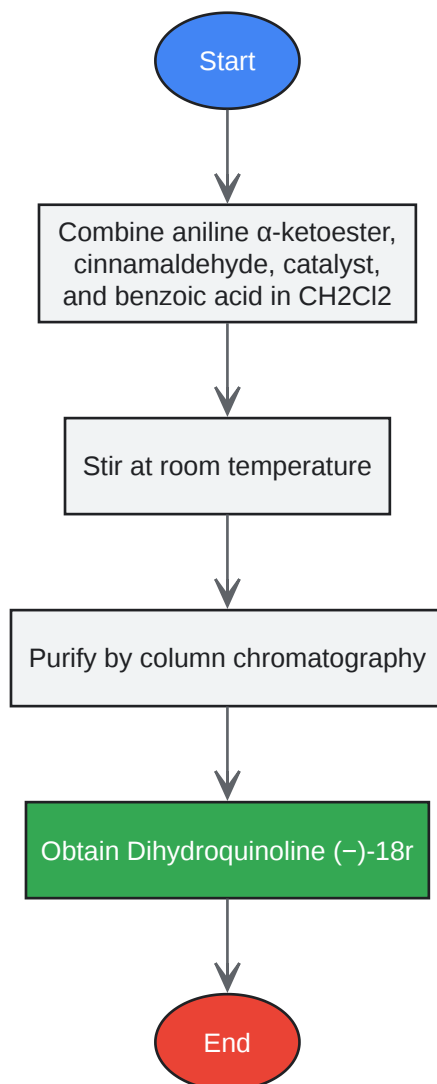 Start
Combine aniline α-ketoester,
cinnamaldehyde, catalyst,
and benzoic acid in CH2Cl2
Stir at room temperature
Purify by column chromatography
Obtain Dihydroquinoline (−)-18r
End